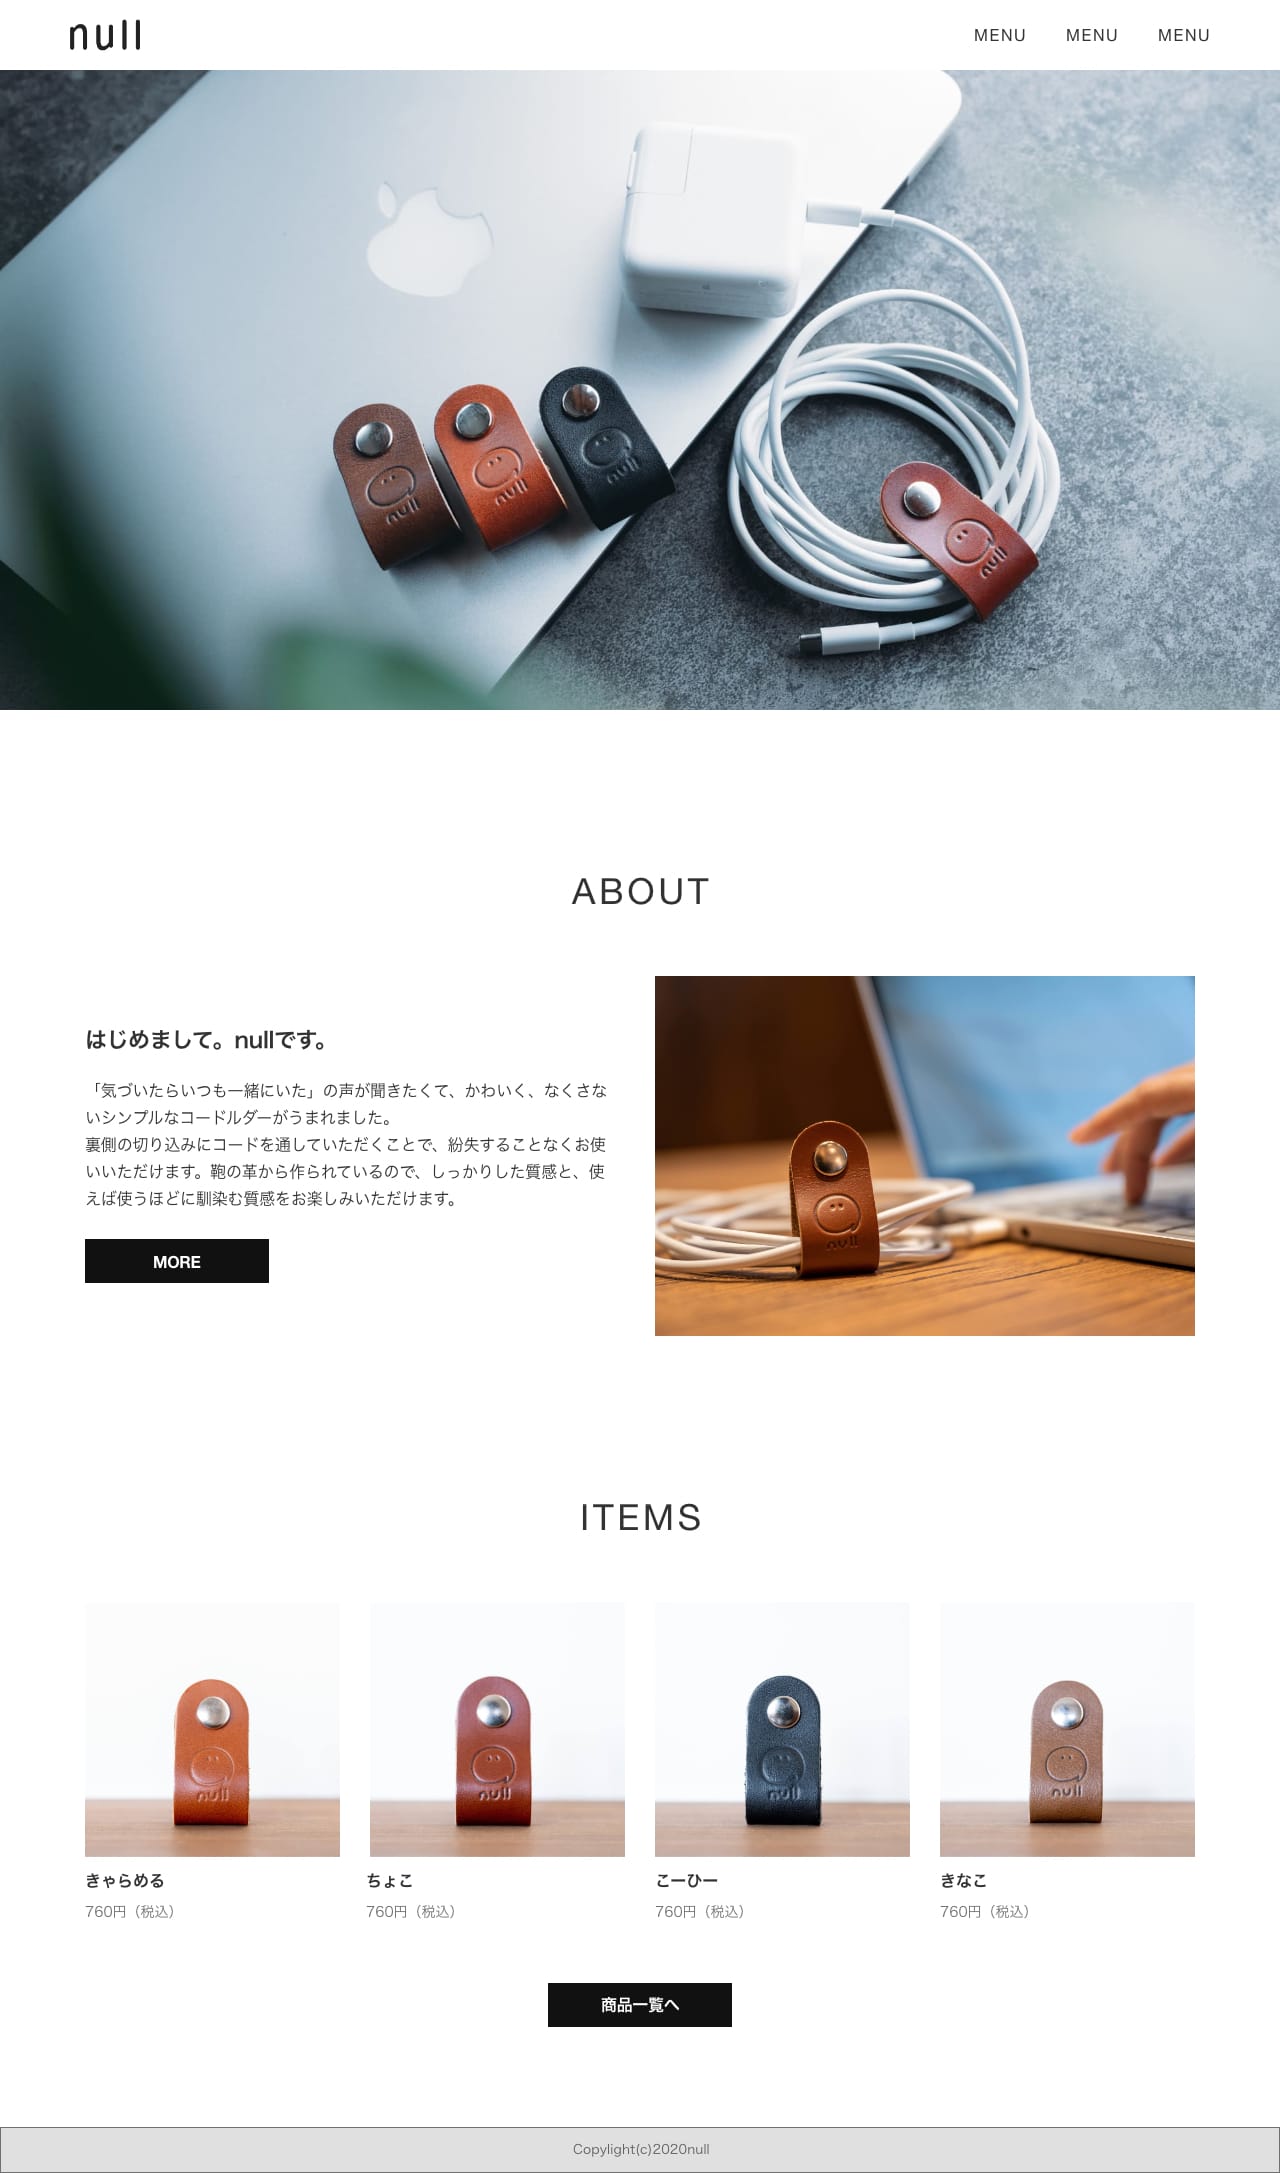 null
MENU MENU MENU
null
null
null
null
ABOUT
はじめまして。nullです。
「気づいたらいつも一緒にいた」の声が聞きたくて、かわいく、なくさな
いシンプルなコードルダーがうまれました。
裏側の切り込みにコードを通していただくことで、紛失することなくお使
いいただけます。鞄の革から作られているので、しっかりした質感と、使
えば使うほどに馴染む質感をお楽しみいただけます。
MORE
null
ITEMS
null
null
null
null
きゃらめる
ちょこ
こーひー
きなこ
760円（税込）
760円（税込）
760円（税込）
760円（税込）
商品一覧へ
Copylight(c)2020null